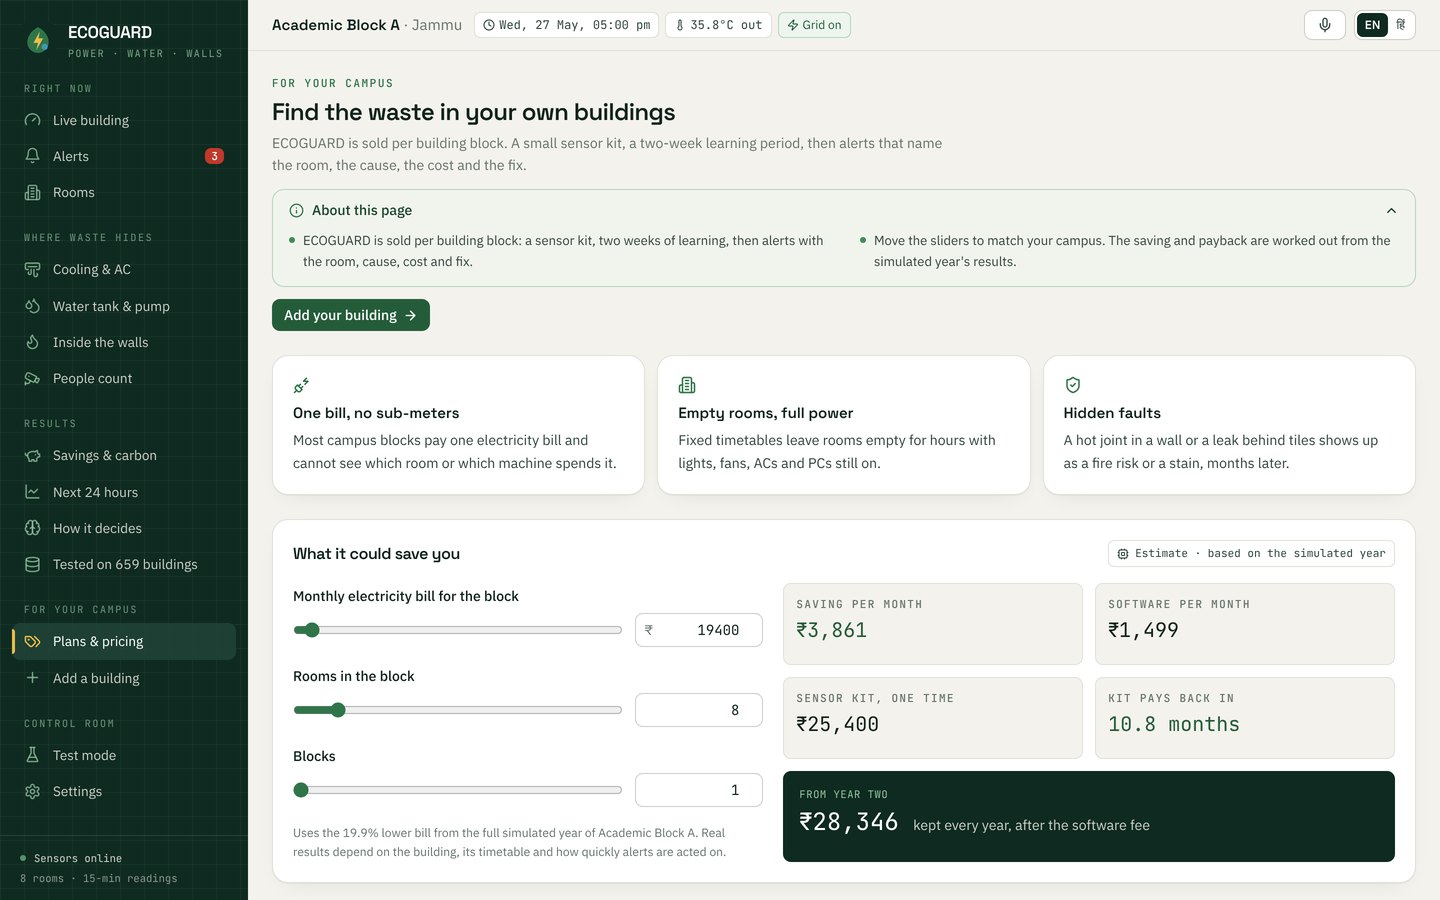 ECOGUARD
POWER · WATER · WALLS
RIGHT NOW
Live building
Alerts
3
Rooms
WHERE WASTE HIDES
Cooling & AC
Water tank & pump
Inside the walls
People count
RESULTS
Savings & carbon
Next 24 hours
How it decides
Tested on 659 buildings
FOR YOUR CAMPUS
Plans & pricing
Add a building
CONTROL ROOM
Test mode
Settings
Sensors online
8 rooms · 15-min readings
Academic Block A · Jammu
Wed, 27 May, 05:00 pm
35.8°C out
Grid on
EN
हिं
FOR YOUR CAMPUS
Find the waste in your own buildings
ECOGUARD is sold per building block. A small sensor kit, a two-week learning period, then alerts that name
the room, the cause, the cost and the fix.
About this page
ECOGUARD is sold per building block: a sensor kit, two weeks of learning, then alerts with
the room, cause, cost and fix.
Move the sliders to match your campus. The saving and payback are worked out from the
simulated year's results.
Add your building →
One bill, no sub-meters
Most campus blocks pay one electricity bill and
cannot see which room or which machine spends it.
Empty rooms, full power
Fixed timetables leave rooms empty for hours with
lights, fans, ACs and PCs still on.
Hidden faults
A hot joint in a wall or a leak behind tiles shows up
as a fire risk or a stain, months later.
What it could save you
Estimate · based on the simulated year
Monthly electricity bill for the block
₹ 19400
Rooms in the block
8
Blocks
1
Uses the 19.9% lower bill from the full simulated year of Academic Block A. Real
results depend on the building, its timetable and how quickly alerts are acted on.
SAVING PER MONTH
₹3,861
SOFTWARE PER MONTH
₹1,499
SENSOR KIT, ONE TIME
₹25,400
KIT PAYS BACK IN
10.8 months
FROM YEAR TWO
₹28,346 kept every year, after the software fee